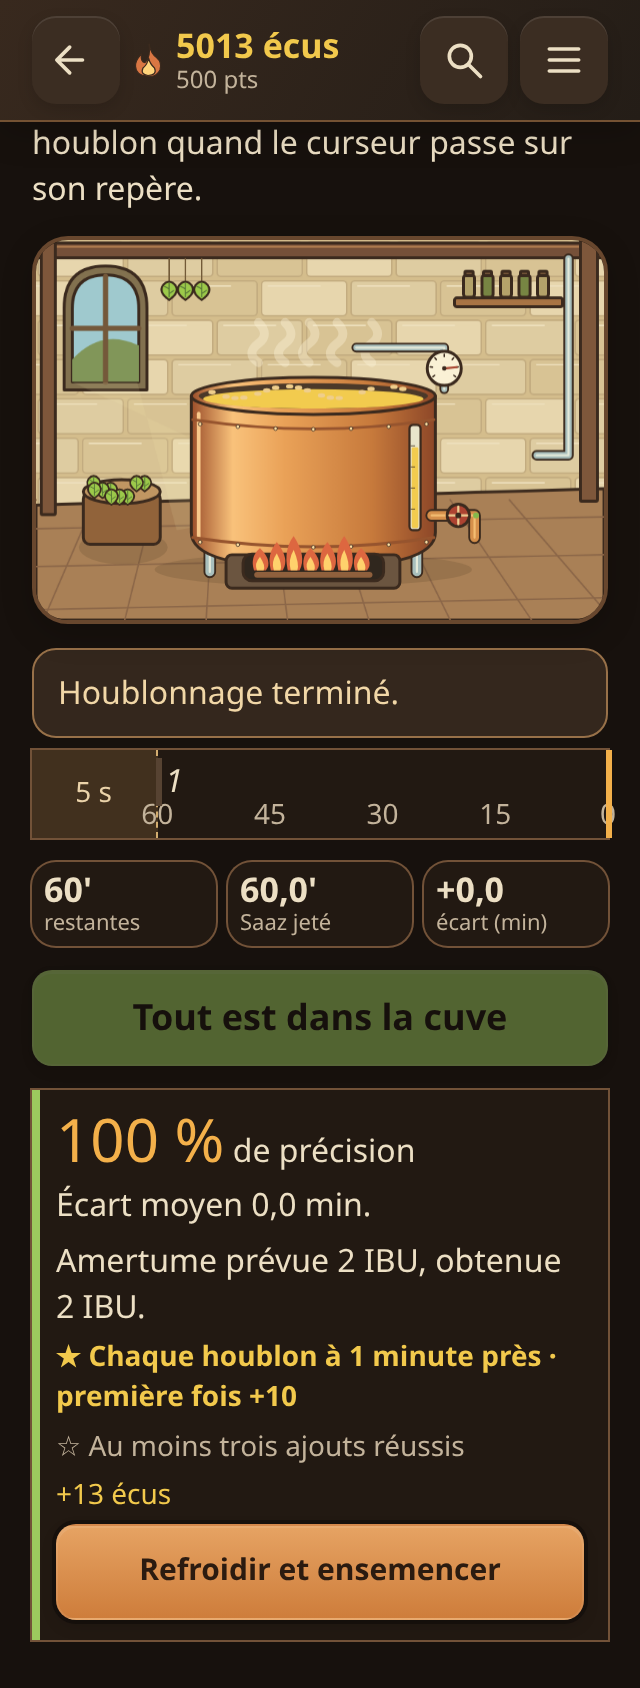 5013 écus
500 pts
houblon quand le curseur passe sur
son repère.
Houblonnage terminé.
5 s
1
60 45 30 15 0
60'
restantes
60,0'
Saaz jeté
+0,0
écart (min)
Tout est dans la cuve
100 % de précision
Écart moyen 0,0 min.
Amertume prévue 2 IBU, obtenue
2 IBU.
★ Chaque houblon à 1 minute près ·
première fois +10
☆ Au moins trois ajouts réussis
+13 écus
Refroidir et ensemencer